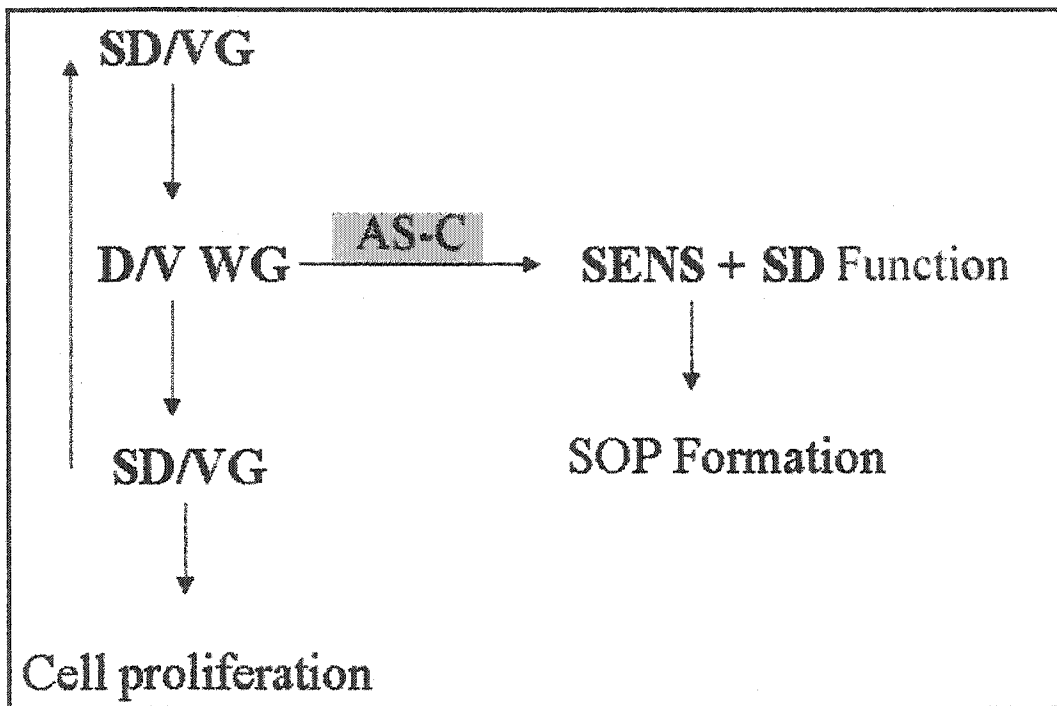 SD/VG
AS-C
D/V WG
SENS + SD Function
SD/VG
SOP Formation
Cell proliferation